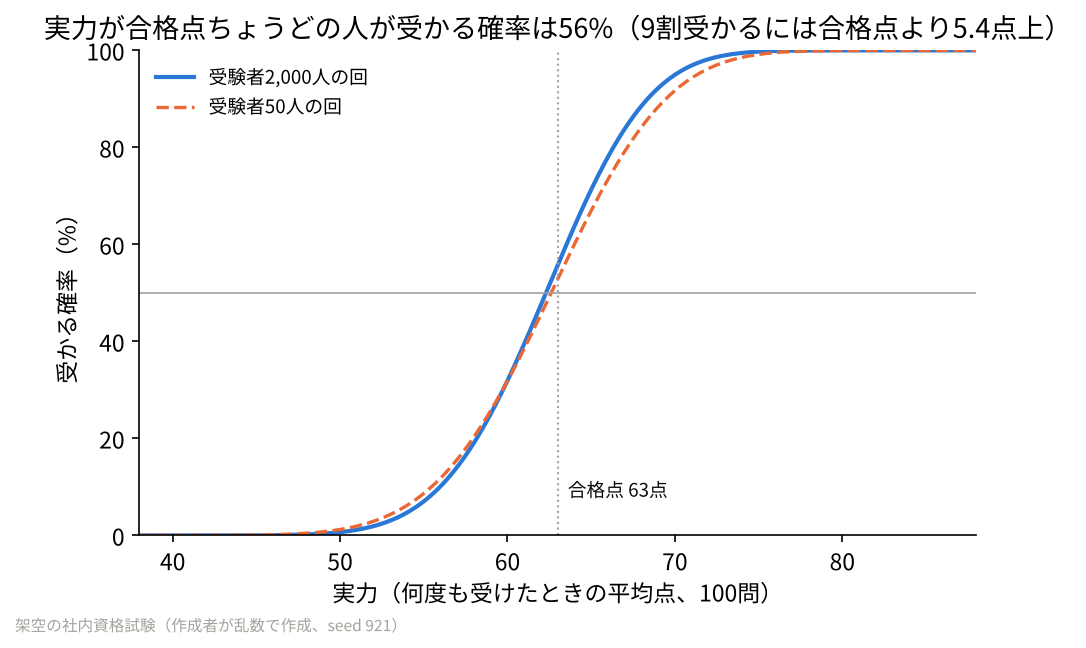 実力が合格点ちょうどの人が受かる確率は56%（9割受かるには合格点より5.4点上）
100
80
60
40
20
0
受かる確率（%）
受験者2,000人の回
受験者50人の回
合格点 63点
40
50
60
70
80
実力（何度も受けたときの平均点、100問）
架空の社内資格試験（作成者が乱数で作成、seed 921）